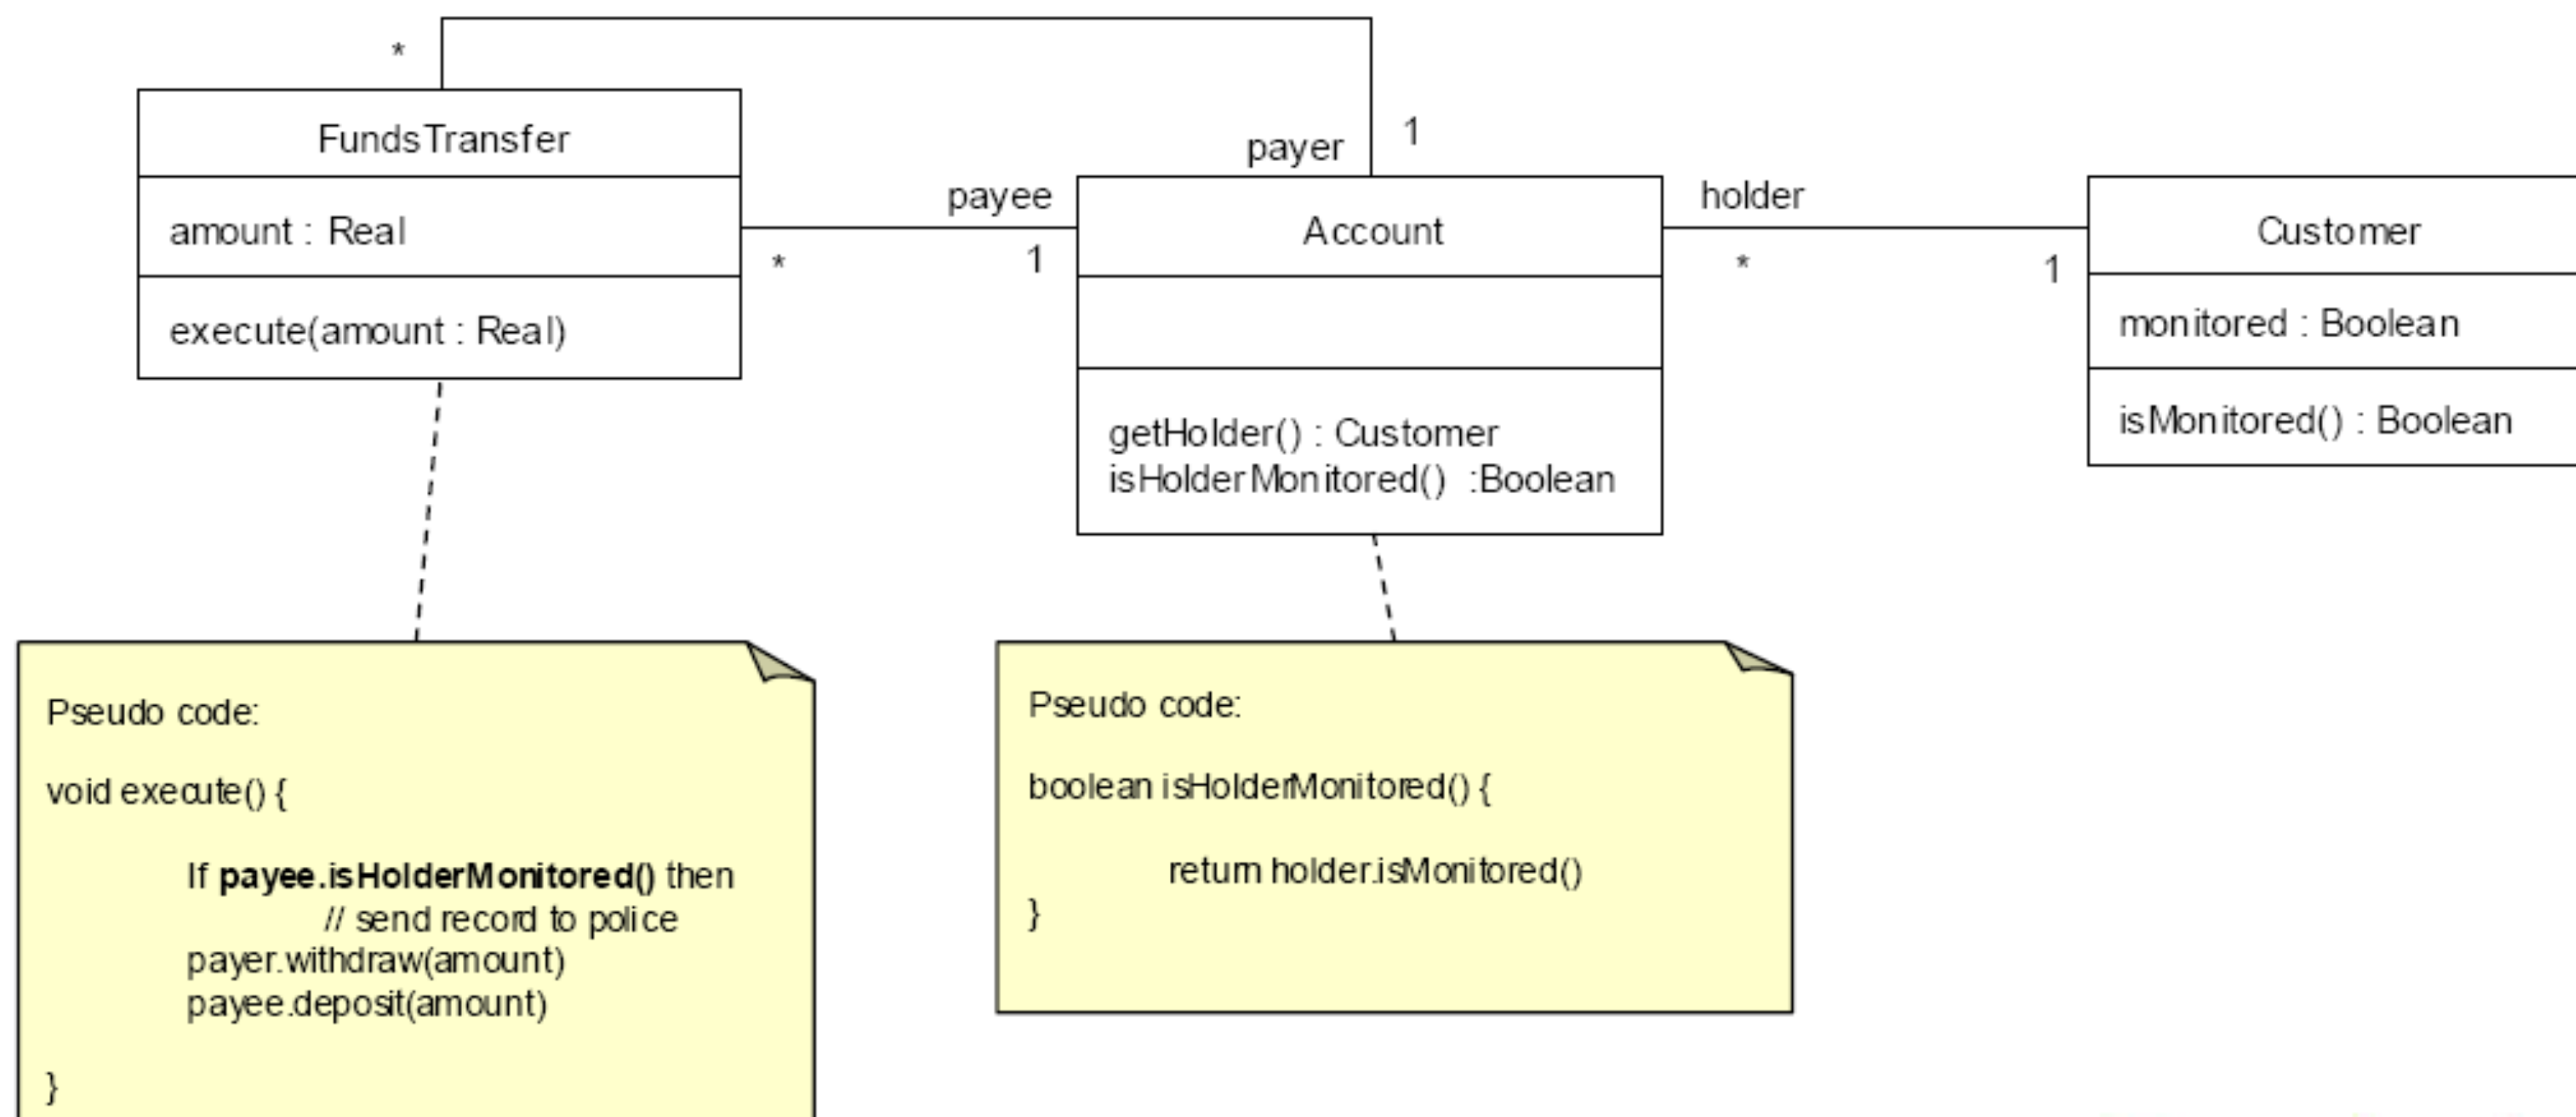 *
FundsTransfer
amount : Real
execute(amount : Real)
payer
1
payee
*
1
Account
getHolder() : Customer
isHolderMonitored()  :Boolean
holder
*
1
Customer
monitored : Boolean
isMonitored() : Boolean
Pseudo code:
void execute() {
If payee.isHolderMonitored() then
// send record to police
payer.withdraw(amount)
payee.deposit(amount)
}
Pseudo code:
boolean isHolderMonitored() {
return holder.isMonitored()
}